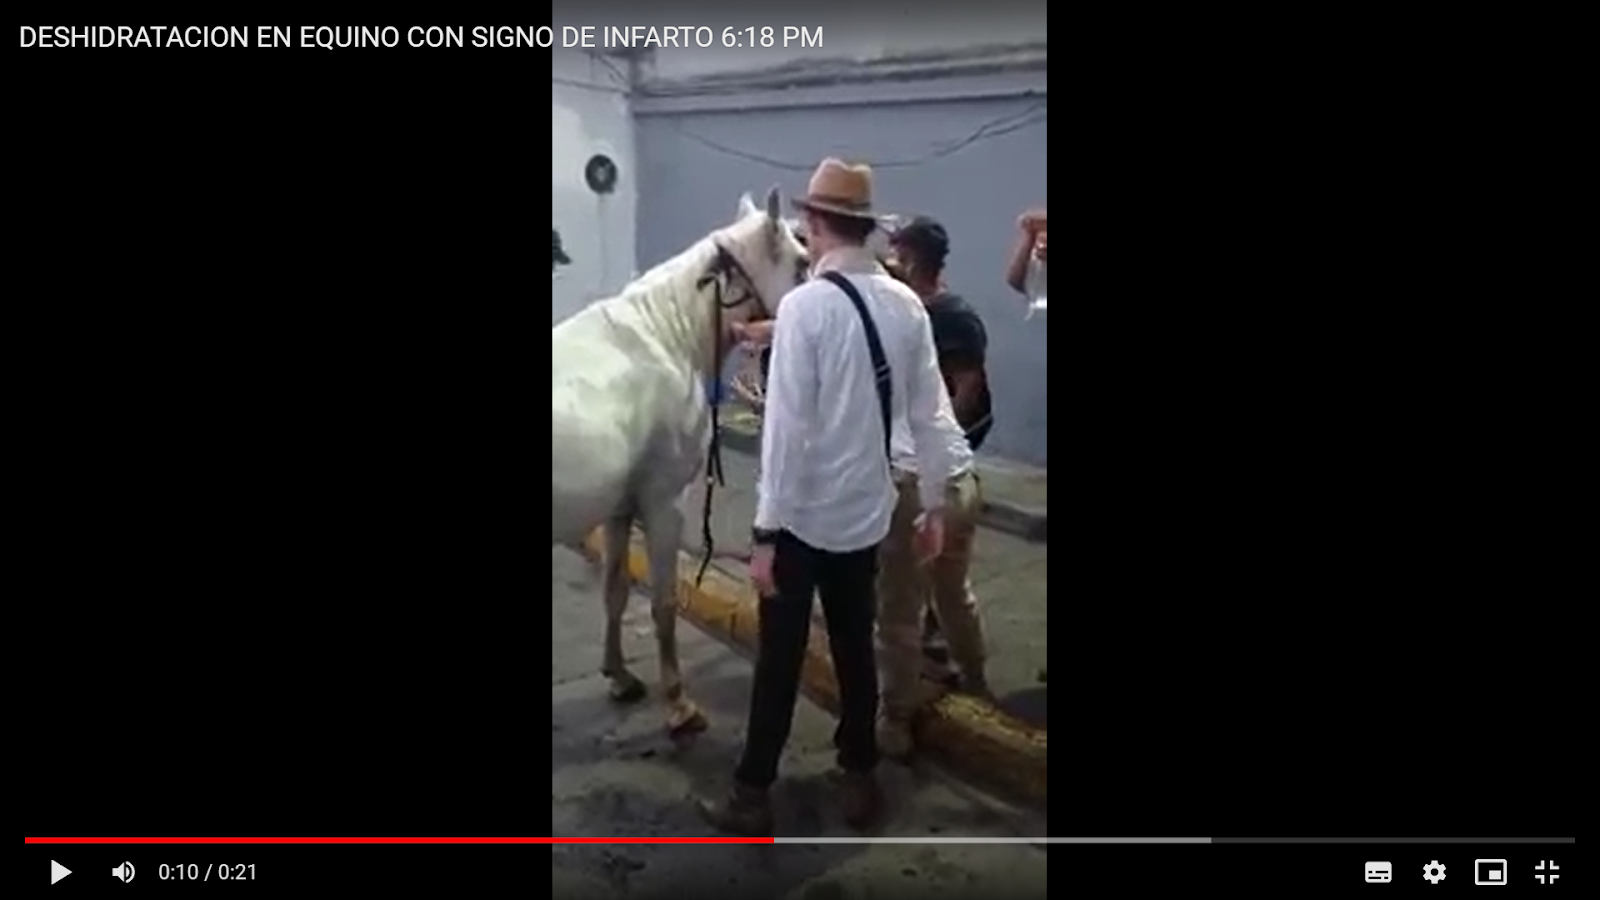 DESHIDRATACION EN EQUINO CON SIGNO DE INFARTO 6:18 PM
0:10 / 0:21